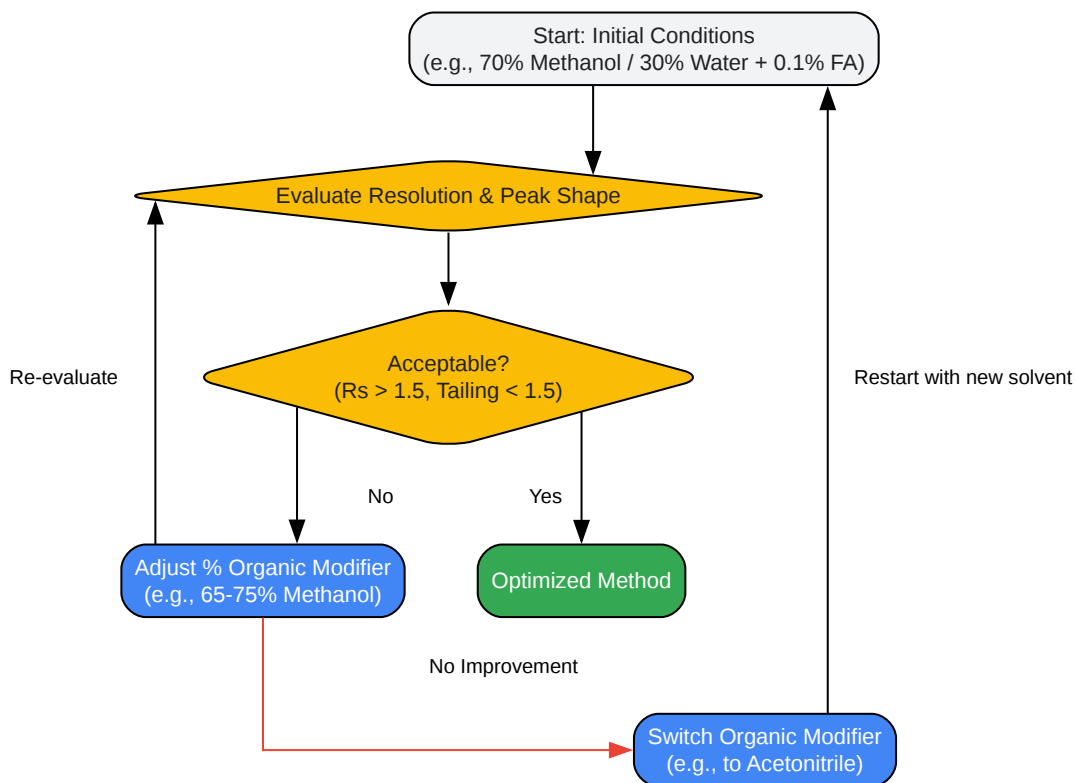 Start: Initial Conditions
(e.g., 70% Methanol / 30% Water + 0.1% FA)
Evaluate Resolution & Peak Shape
Acceptable?
(Rs > 1.5, Tailing < 1.5)
Re-evaluate
Restart with new solvent
No
Yes
Adjust % Organic Modifier
(e.g., 65-75% Methanol)
Optimized Method
No Improvement
Switch Organic Modifier
(e.g., to Acetonitrile)